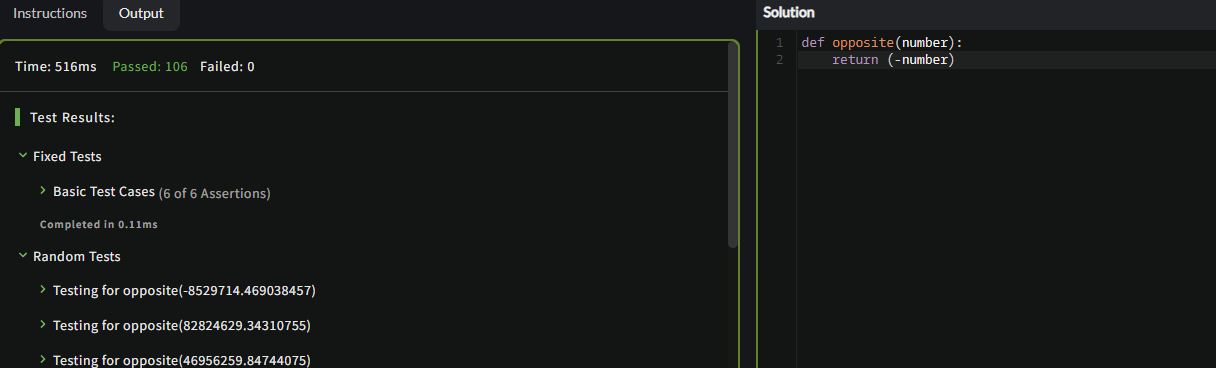 Instructions Output
Time: 516ms Passed: 106 Failed: 0
Test Results:
Fixed Tests
Basic Test Cases (6 of 6 Assertions)
Completed in 0.11ms
Random Tests
Testing for opposite(-8529714.469038457)
Testing for opposite(82824629.34310755)
Testing for opposite(46956259.84744075)
Solution
1 def opposite(number):
2     return (-number)